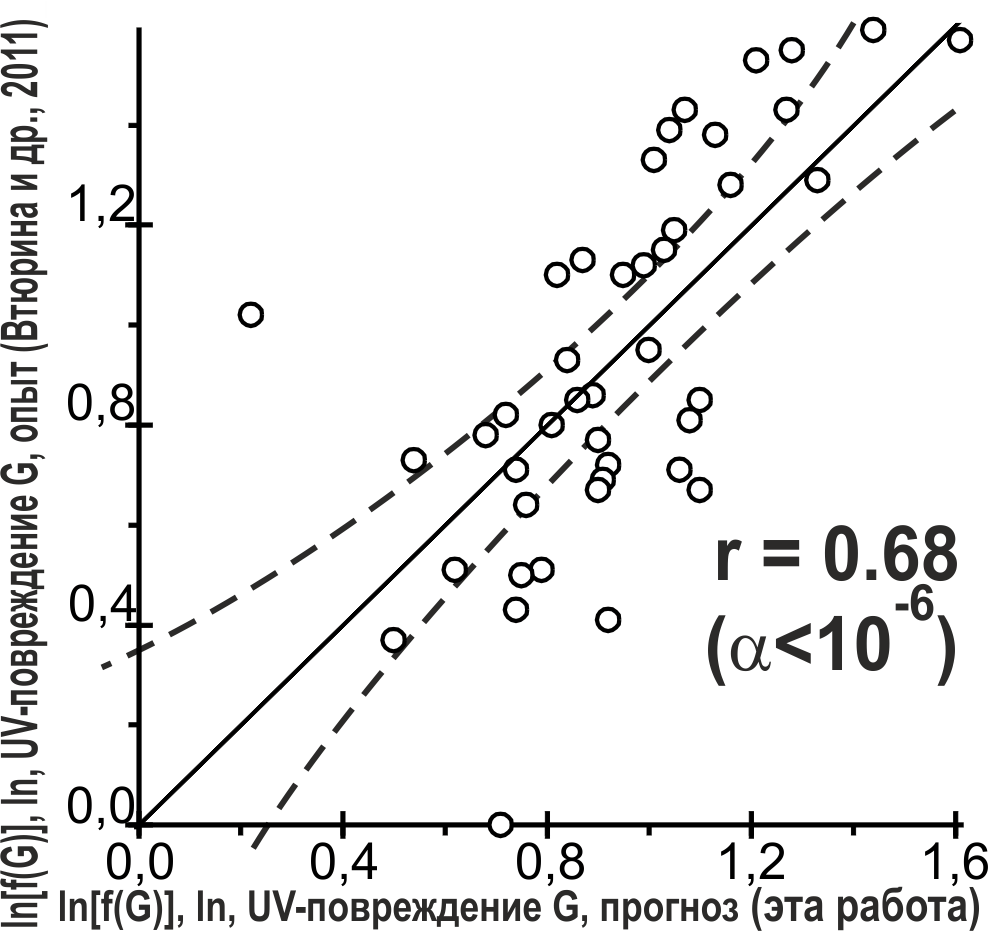 ln[f(G)], ln, UV-повреждение G, опыт (Втюрина и др., 2011)
1,2
0,8
0,4
0,0
r = 0.68
(α<10⁻⁶)
0,0 0,4 0,8 1,2 1,6
ln[f(G)], ln, UV-повреждение G, прогноз (эта работа)